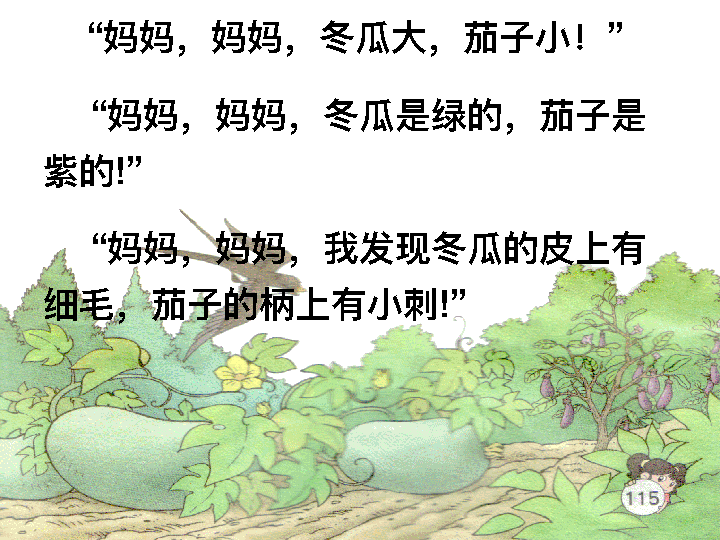 “妈妈，妈妈，冬瓜大，茄子小！”
“妈妈，妈妈，冬瓜是绿的，茄子是
紫的!”
“妈妈，妈妈，我发现冬瓜的皮上有
细毛，茄子的柄上有小刺!”
115